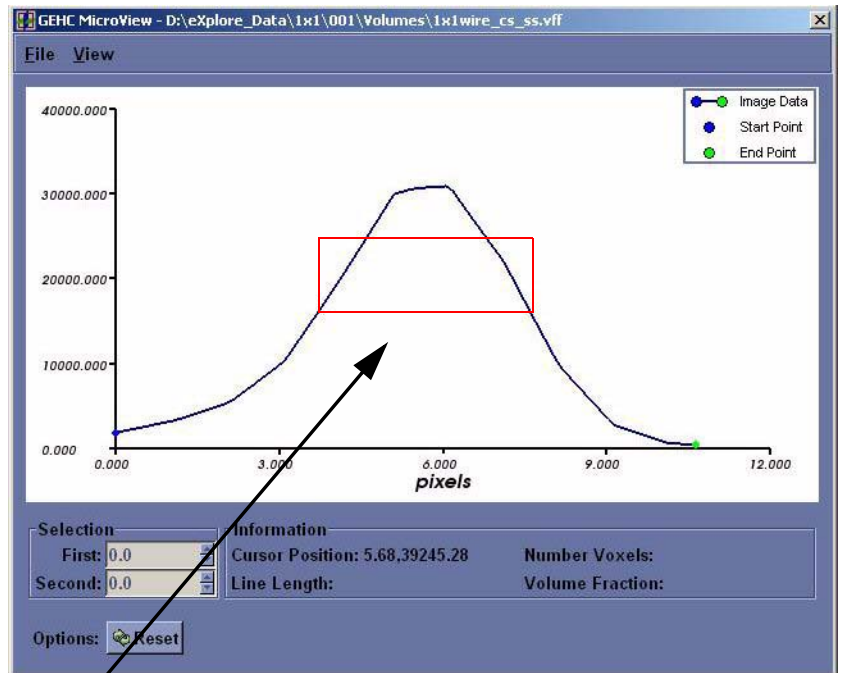 GEHC MicroView - D:\eXplore_Data\1x1\001\Volumes\1x1wire_cs_ss.vff
File View
40000.000
30000.000
20000.000
10000.000
0.000
0.000 3.000 6.000 9.000 12.000
pixels
Image Data
Start Point
End Point
Selection
First: 0.0
Second: 0.0
Information
Cursor Position: 5.68,39245.28 Number Voxels:
Line Length: Volume Fraction:
Options: Reset